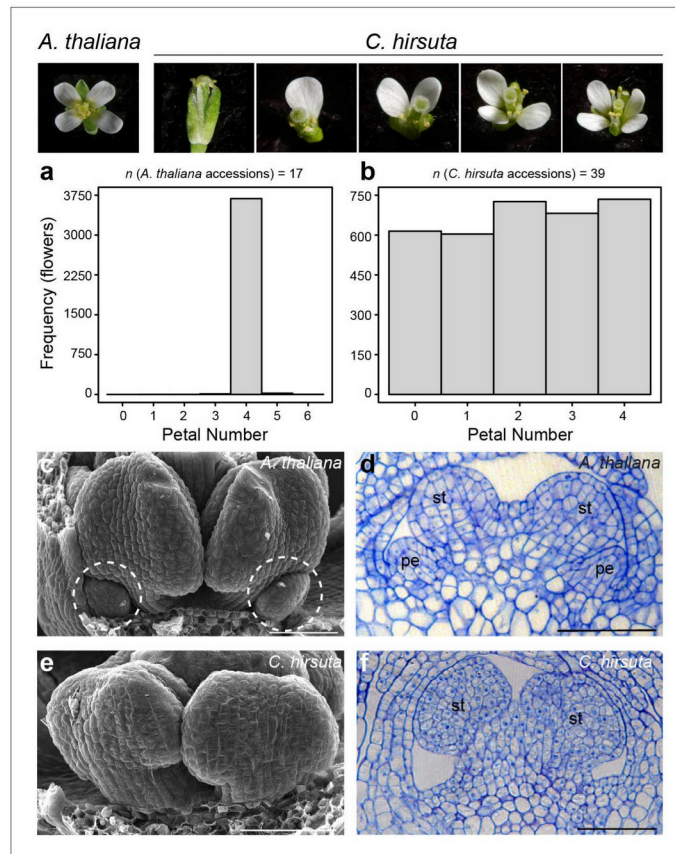 A. thaliana
C. hirsuta
a
n (A. thaliana accessions) = 17
3750
3000
2250
1500
750
0
Frequency (flowers)
0 1 2 3 4 5 6
Petal Number
b
n (C. hirsuta accessions) = 39
750
600
450
300
150
0
0 1 2 3 4
Petal Number
c
A. thaliana
d
A. thaliana
st
st
pe
pe
e
C. hirsuta
f
C. hirsuta
st
st